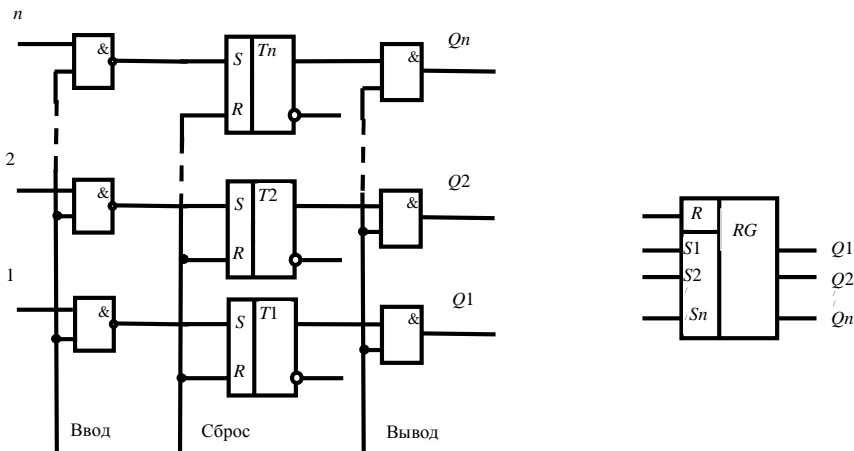 n
& S Tn & Qn
R
2
& S T2 & Q2
R
R RG
S1 Q1
S2 Q2
Sn Qn
1
& S T1 & Q1
R
Ввод Сброс Вывод